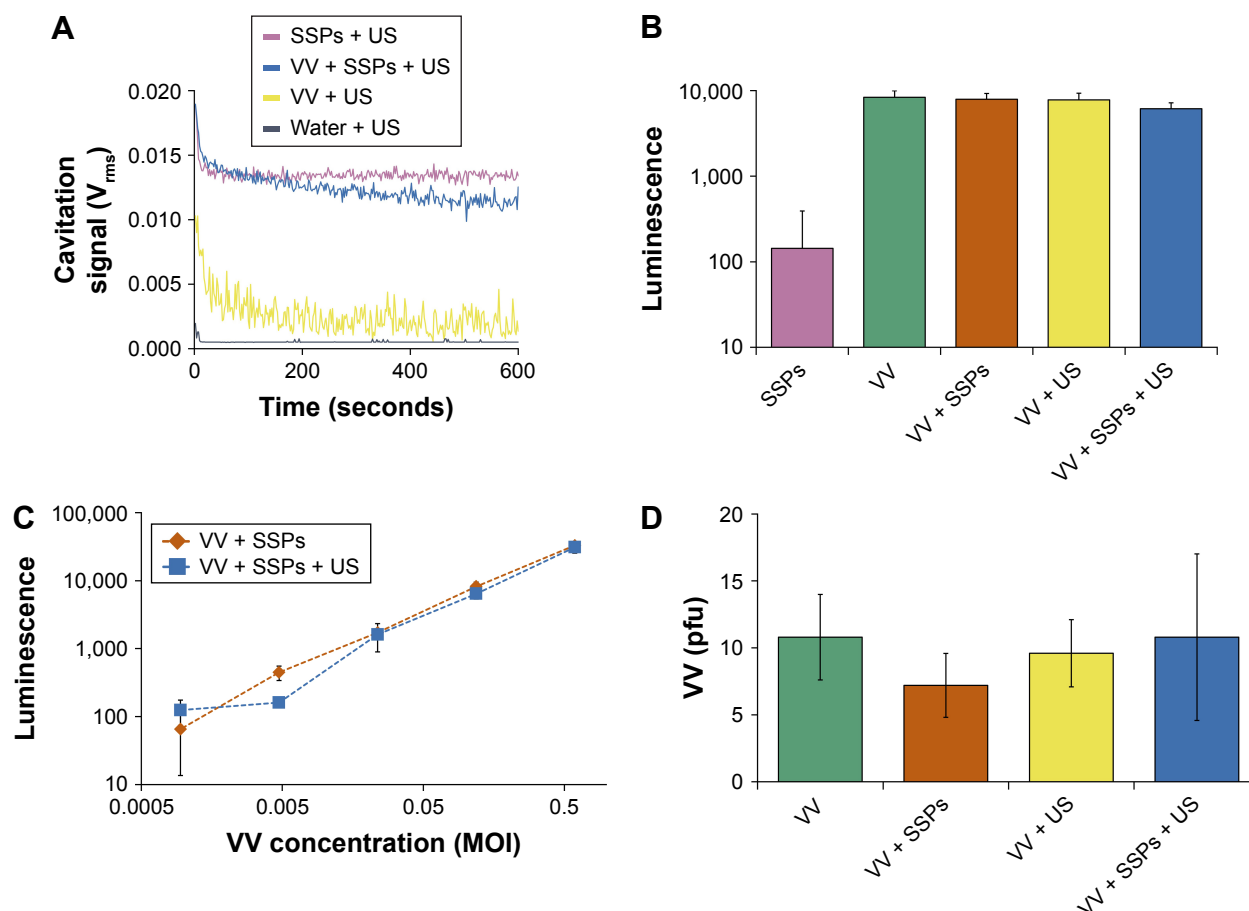 A
SSPs + US
VV + SSPs + US
VV + US
Water + US
0.020
0.015
0.010
0.005
0.000
Cavitation
signal (Vrms)
0
200
400
600
Time (seconds)
B
10,000
1,000
100
10
Luminescence
SSPs
VV
VV + SSPs
VV + US
VV + SSPs + US
C
VV + SSPs
VV + SSPs + US
100,000
10,000
1,000
100
10
Luminescence
0.0005
0.005
0.05
0.5
VV concentration (MOI)
D
20
15
10
5
0
VV (pfu)
VV
VV + SSPs
VV + US
VV + SSPs + US